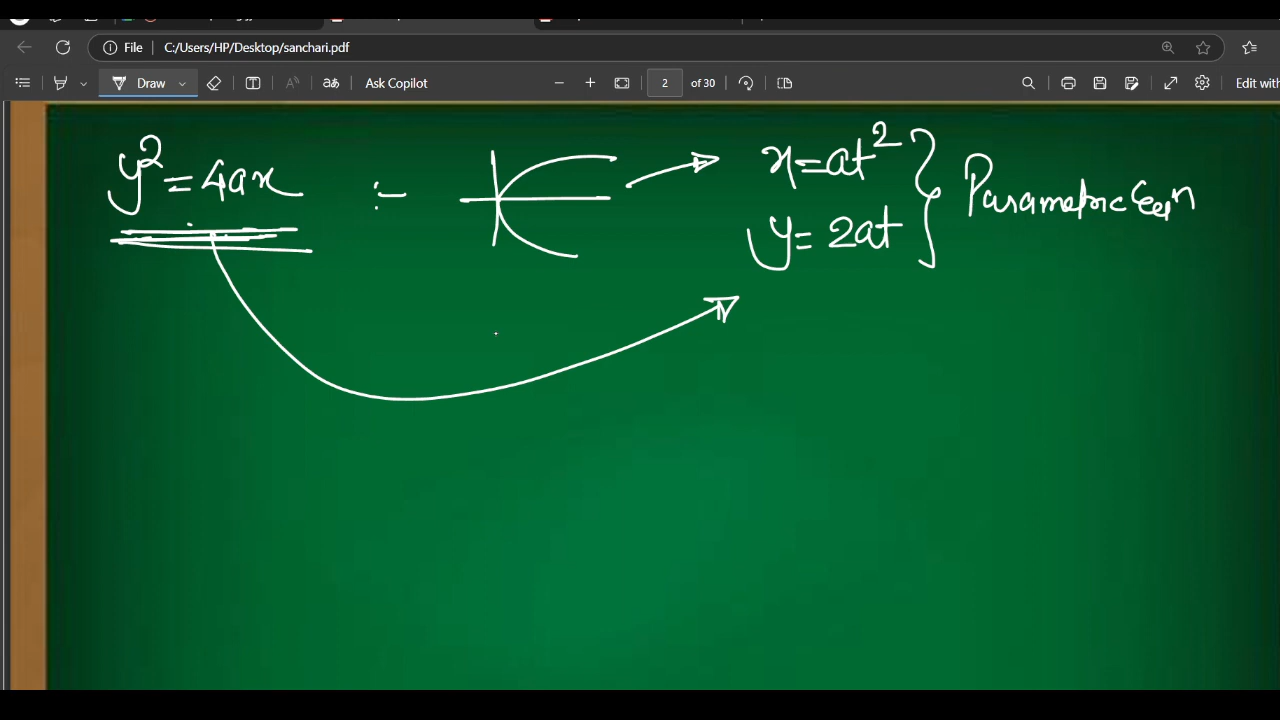 File C:/Users/HP/Desktop/sanchari.pdf
Draw Ask Copilot 2 of 30 Edit with
y² = 4ax :- x = at² } Parametric Eqn
y = 2at